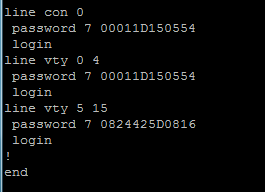 line con 0
 password 7 00011D150554
 login
line vty 0 4
 password 7 00011D150554
 login
line vty 5 15
 password 7 0824425D0816
 login
!
end